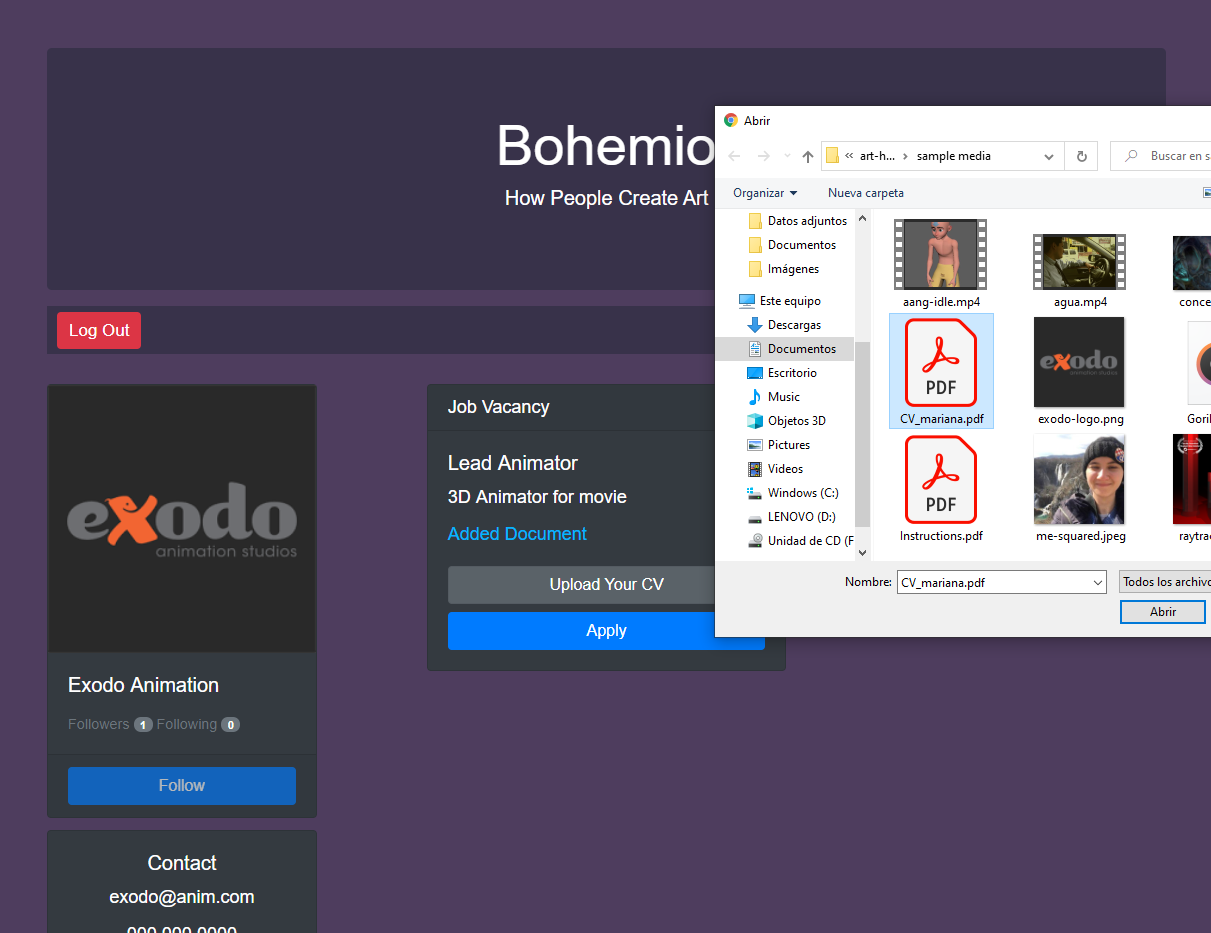 Bohemio
How People Create Art
Log Out
exodo
animation studios
Exodo Animation
Followers 1 Following 0
Follow
Contact
exodo@anim.com
000 000 0000
Job Vacancy
Lead Animator
3D Animator for movie
Added Document
Upload Your CV
Apply
Abrir
« art-h... › sample media
Buscar en s
Organizar
Nueva carpeta
Datos adjuntos
Documentos
Imágenes
Este equipo
Descargas
Documentos
Escritorio
Music
Objetos 3D
Pictures
Videos
Windows (C:)
LENOVO (D:)
Unidad de CD (F
aang-idle.mp4
agua.mp4
conce
PDF
CV_mariana.pdf
exodo
animation studios
exodo-logo.png
Goril
PDF
Instructions.pdf
me-squared.jpeg
raytrac
Nombre:
CV_mariana.pdf
Todos los archivo
Abrir